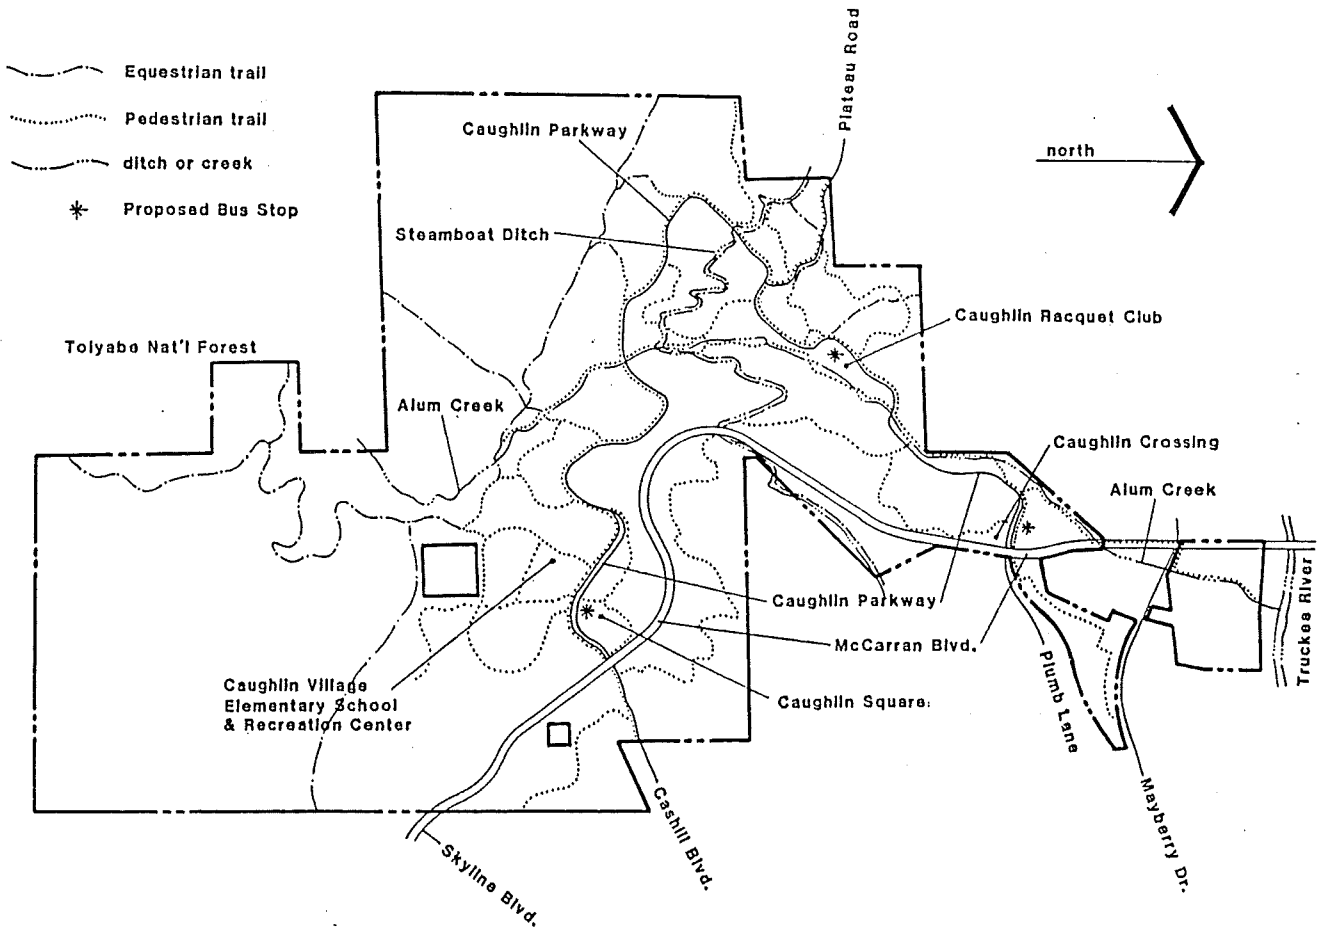 Plateau Road
Equestrian trail
Pedestrian trail
ditch or creek
Proposed Bus Stop
Caughlin Parkway
north
Steamboat Ditch
Caughlin Racquet Club
Toiyabe Nat'l Forest
Alum Creek
Caughlin Crossing
Alum Creek
Caughlin Parkway
McCarran Blvd.
Truckee River
Caughlin Village
Elementary School
& Recreation Center
Caughlin Square
Plumb Lane
Mayberry Dr.
Cashill Blvd.
Skyline Blvd.